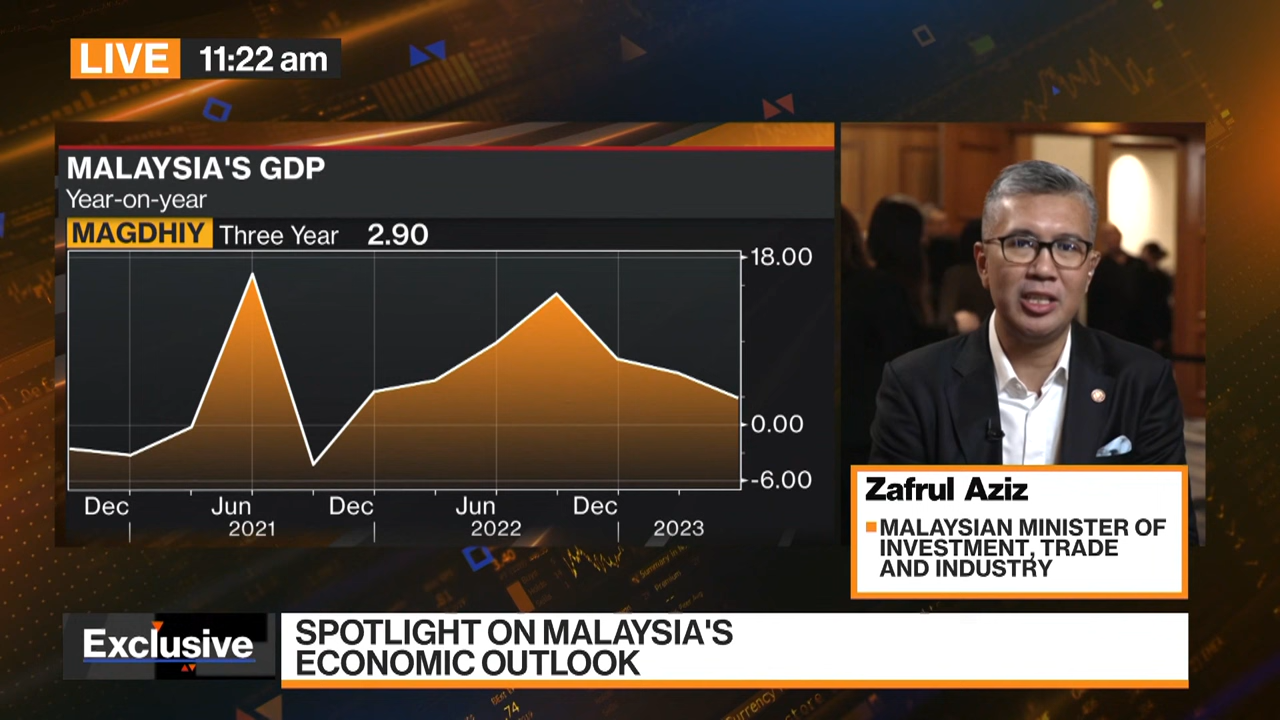 LIVE 11:22 am
MALAYSIA'S GDP
Year-on-year
MAGDHIY Three Year 2.90
18.00
0.00
-6.00
Dec Jun Dec Jun Dec
2021 2022 2023
Zafrul Aziz
MALAYSIAN MINISTER OF
INVESTMENT, TRADE
AND INDUSTRY
Exclusive
SPOTLIGHT ON MALAYSIA'S
ECONOMIC OUTLOOK